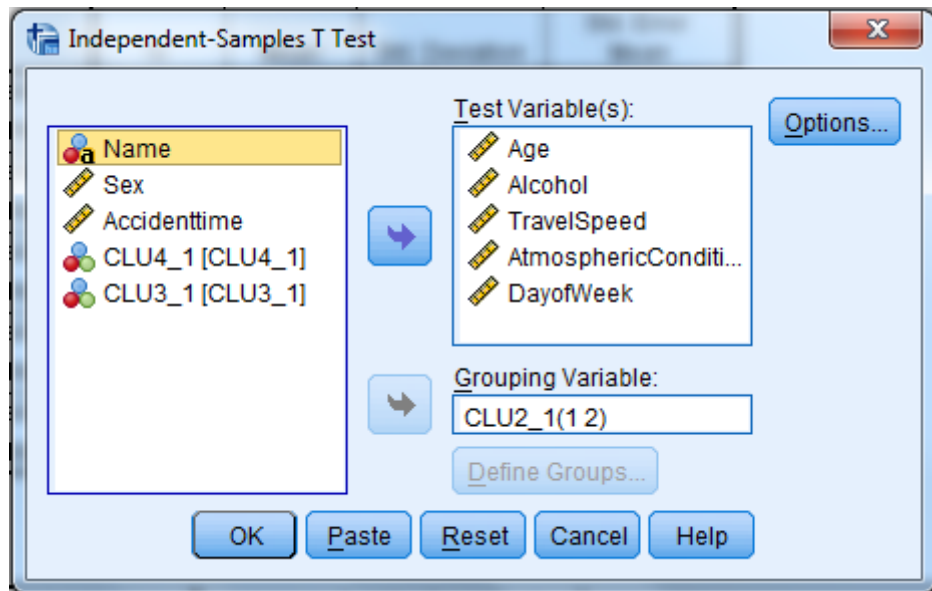 Independent-Samples T Test
Name
Sex
Accidenttime
CLU4_1 [CLU4_1]
CLU3_1 [CLU3_1]
Test Variable(s):
Age
Alcohol
TravelSpeed
AtmosphericConditi...
DayofWeek
Options...
Grouping Variable:
CLU2_1(1 2)
Define Groups...
OK Paste Reset Cancel Help